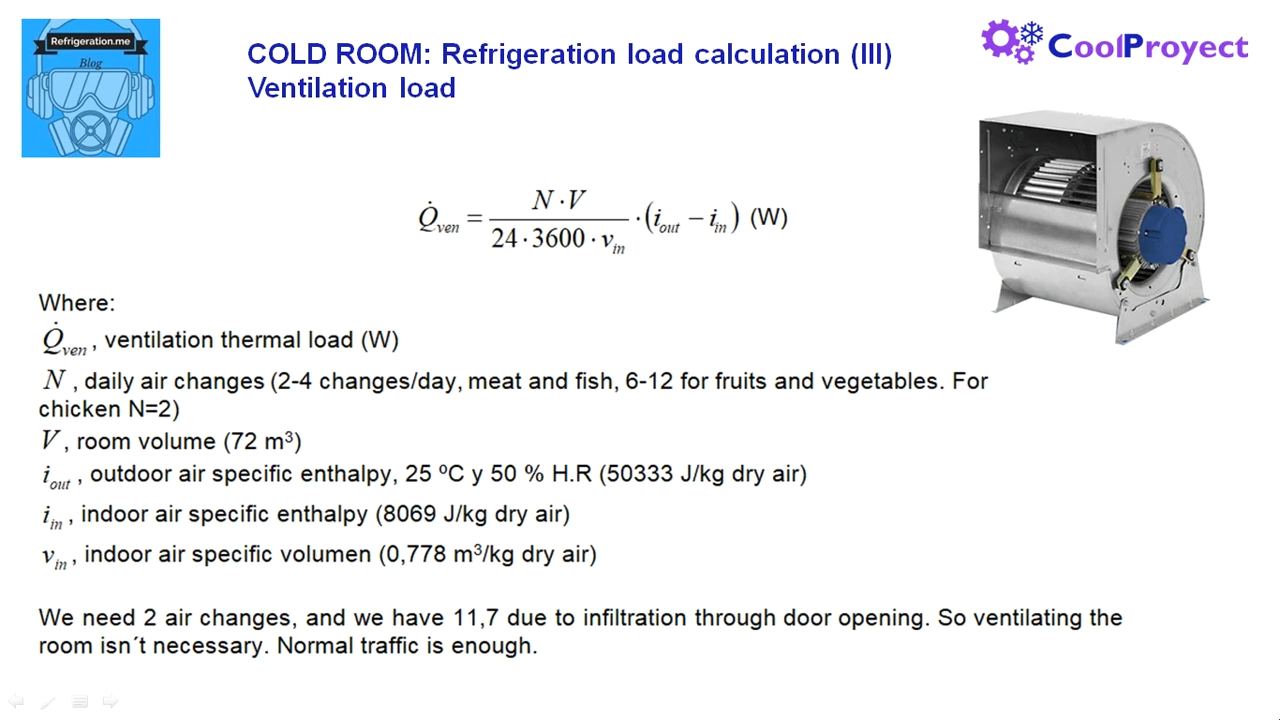 Refrigeration.me
Blog
COLD ROOM: Refrigeration load calculation (III)
Ventilation load
CoolProyect
Q̇ven = N · V / (24 · 3600 · vin) · (iout − iin) (W)
Where:
Q̇ven , ventilation thermal load (W)
N , daily air changes (2-4 changes/day, meat and fish, 6-12 for fruits and vegetables. For
chicken N=2)
V , room volume (72 m³)
iout , outdoor air specific enthalpy, 25 ºC y 50 % H.R (50333 J/kg dry air)
iin , indoor air specific enthalpy (8069 J/kg dry air)
vin , indoor air specific volumen (0,778 m³/kg dry air)
We need 2 air changes, and we have 11,7 due to infiltration through door opening. So ventilating the
room isn´t necessary. Normal traffic is enough.